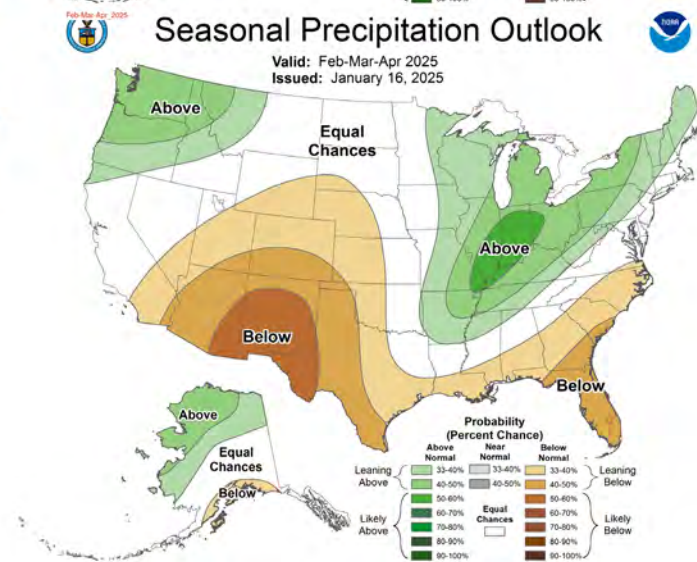 Feb-Mar-Apr 2025
Seasonal Precipitation Outlook
Valid: Feb-Mar-Apr 2025
Issued: January 16, 2025
Above
Equal
Chances
Above
Below
Below
Above
Equal
Chances
Below
Probability
(Percent Chance)
Above
Normal
Near
Normal
Below
Normal
Leaning
Above
33-40%
33-40%
33-40%
Leaning
Below
40-50%
40-50%
40-50%
Likely
Above
50-60%
60-70%
70-80%
80-90%
90-100%
Equal
Chances
50-60%
60-70%
70-80%
80-90%
90-100%
Likely
Below